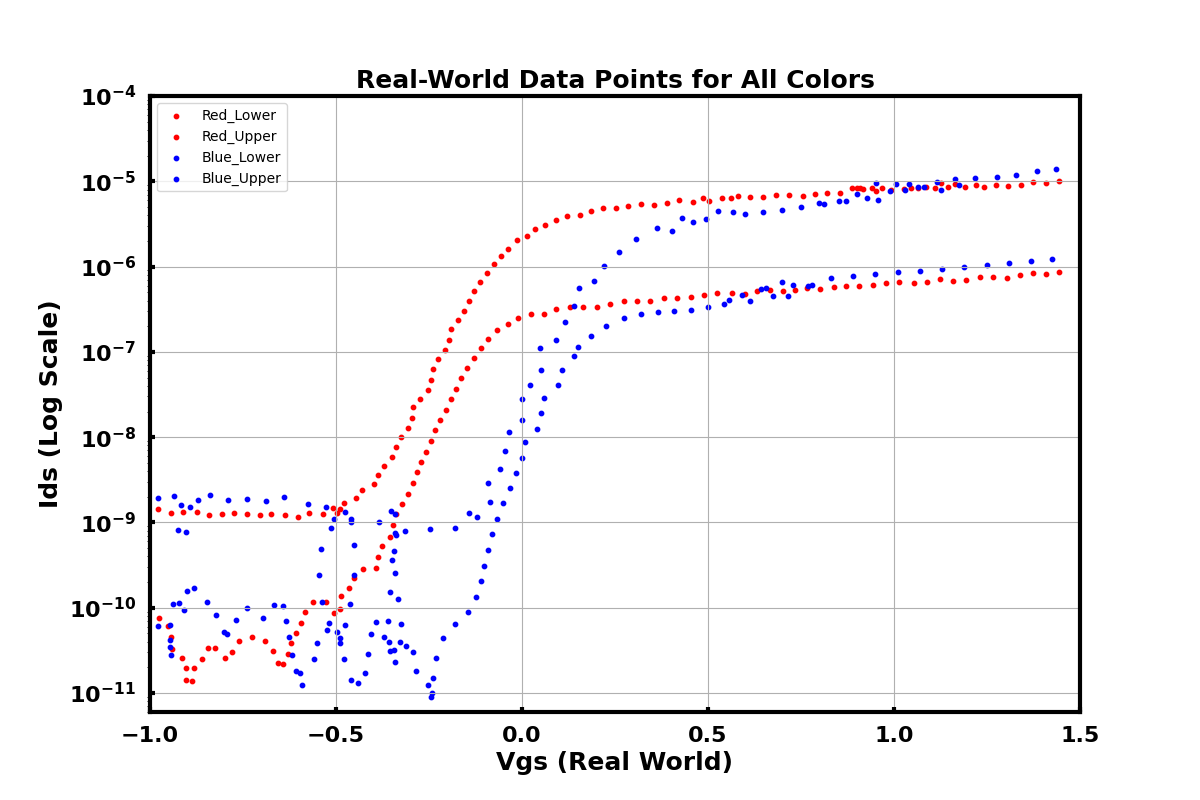 Real-World Data Points for All Colors
Red_Lower
Red_Upper
Blue_Lower
Blue_Upper
10⁻⁴
10⁻⁵
10⁻⁶
10⁻⁷
10⁻⁸
10⁻⁹
10⁻¹⁰
10⁻¹¹
Ids (Log Scale)
−1.0 −0.5 0.0 0.5 1.0 1.5
Vgs (Real World)